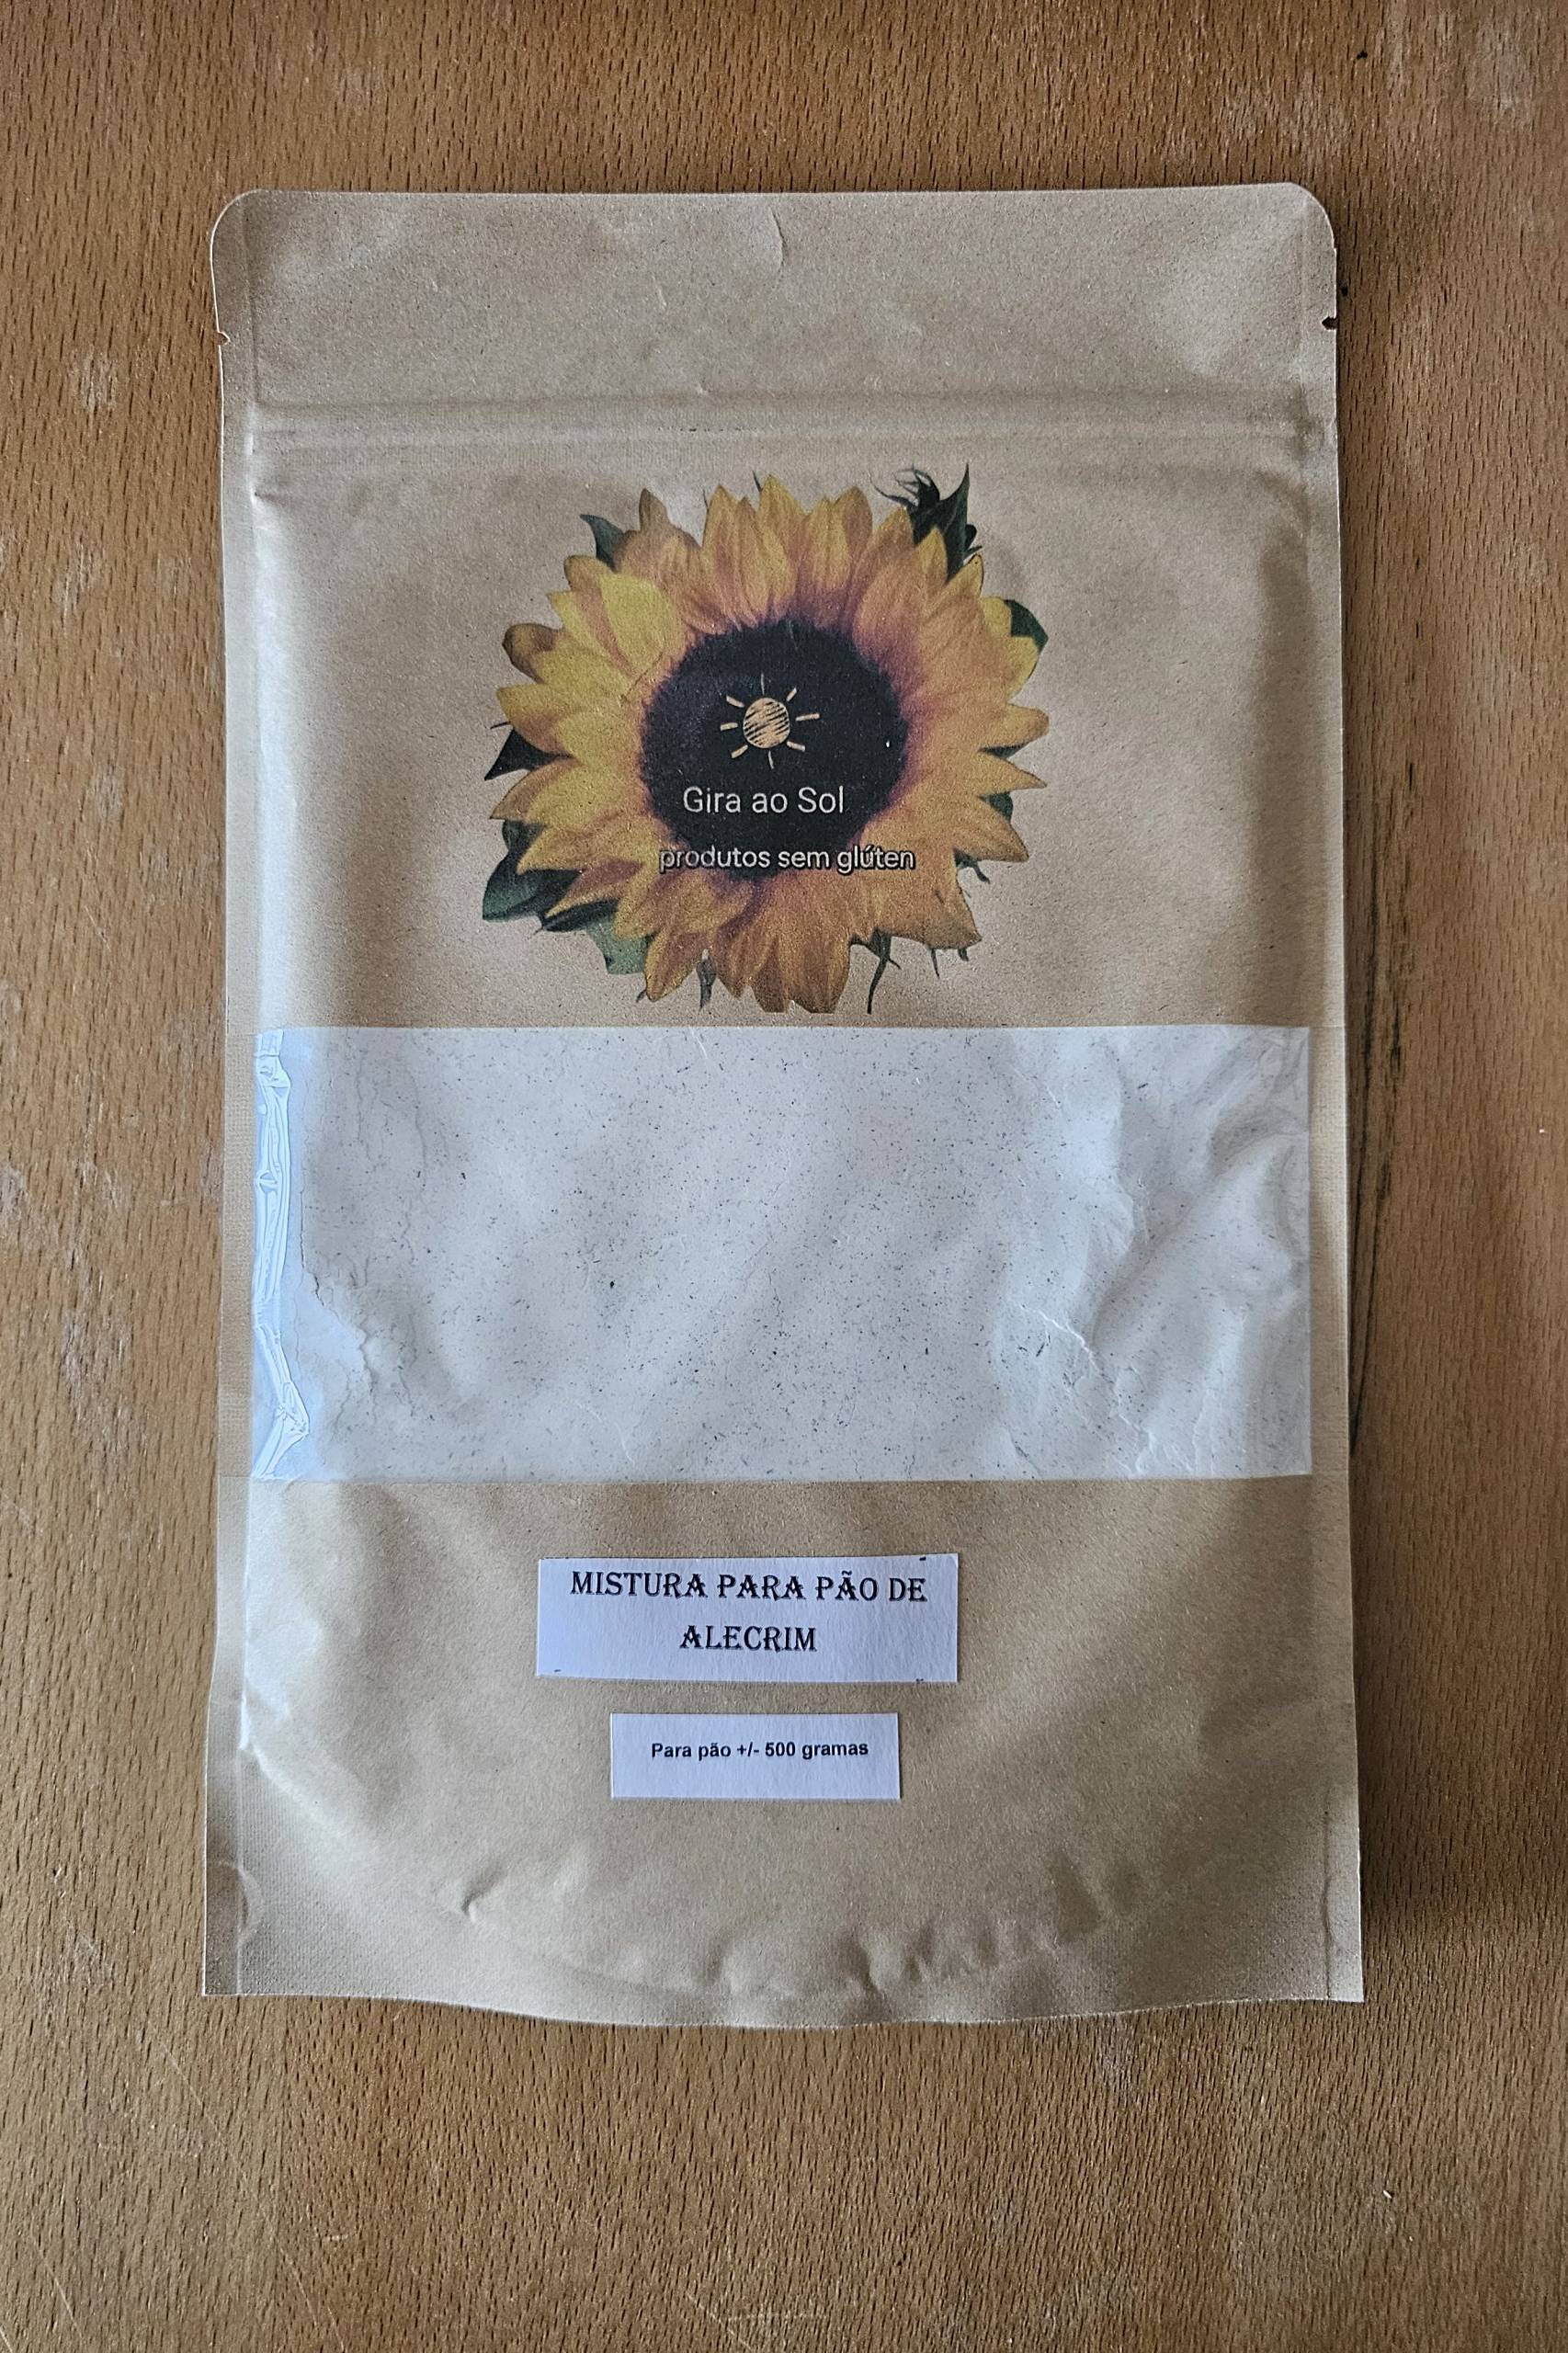 Gira ao Sol
produtos sem glúten
MISTURA PARA PÃO DE
ALECRIM
Para pão +/- 500 gramas